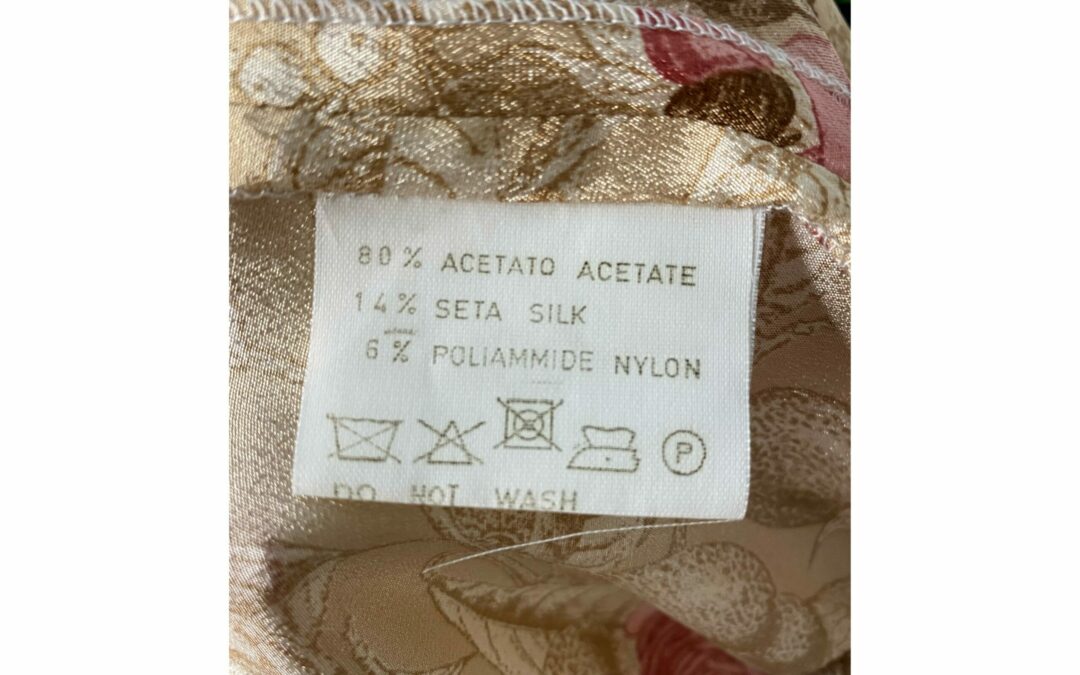 80% ACETATO ACETATE
14% SETA SILK
6% POLIAMMIDE NYLON
P
DO NOT WASH